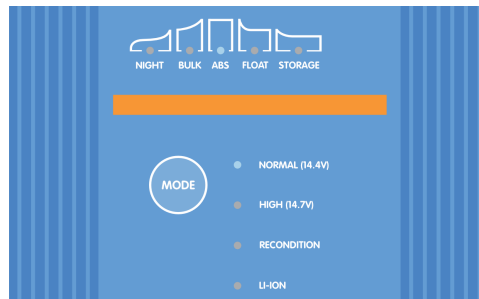 NIGHT BULK ABS FLOAT STORAGE
MODE
NORMAL (14.4V)
HIGH (14.7V)
RECONDITION
LI-ION